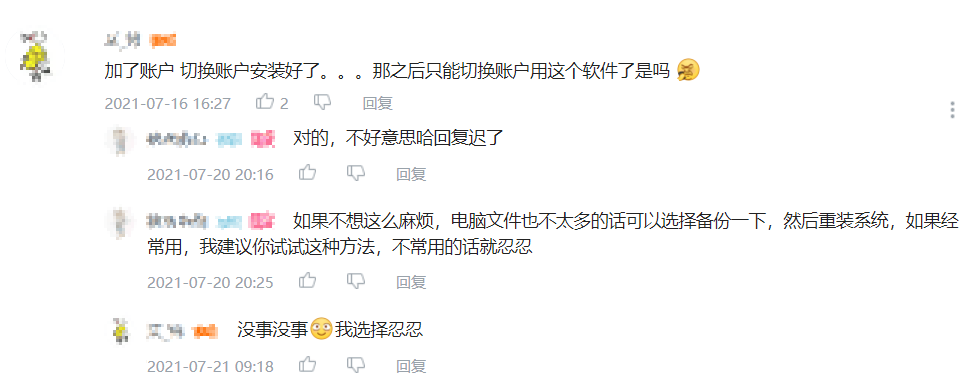 加了账户 切换账户安装好了。。。那之后只能切换账户用这个软件了是吗
2021-07-16 16:27 2 回复
对的，不好意思哈回复迟了
2021-07-20 20:16 回复
如果不想这么麻烦，电脑文件也不太多的话可以选择备份一下，然后重装系统，如果经
常用，我建议你试试这种方法，不常用的话就忍忍
2021-07-20 20:25 回复
没事没事我选择忍忍
2021-07-21 09:18 回复